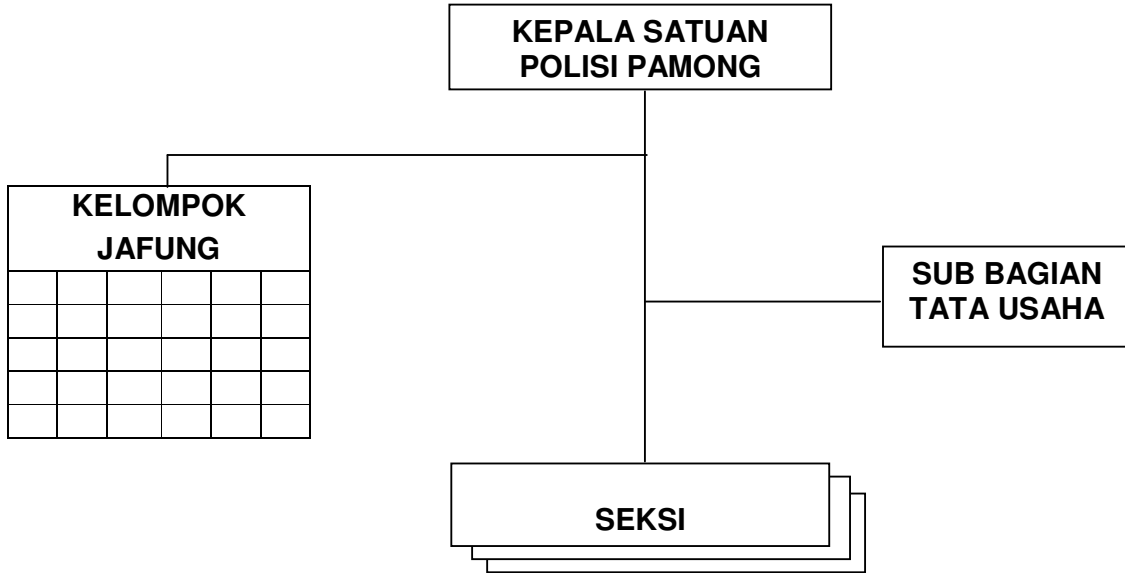 KEPALA SATUAN
POLISI PAMONG
KELOMPOK
JAFUNG
SUB BAGIAN
TATA USAHA
SEKSI